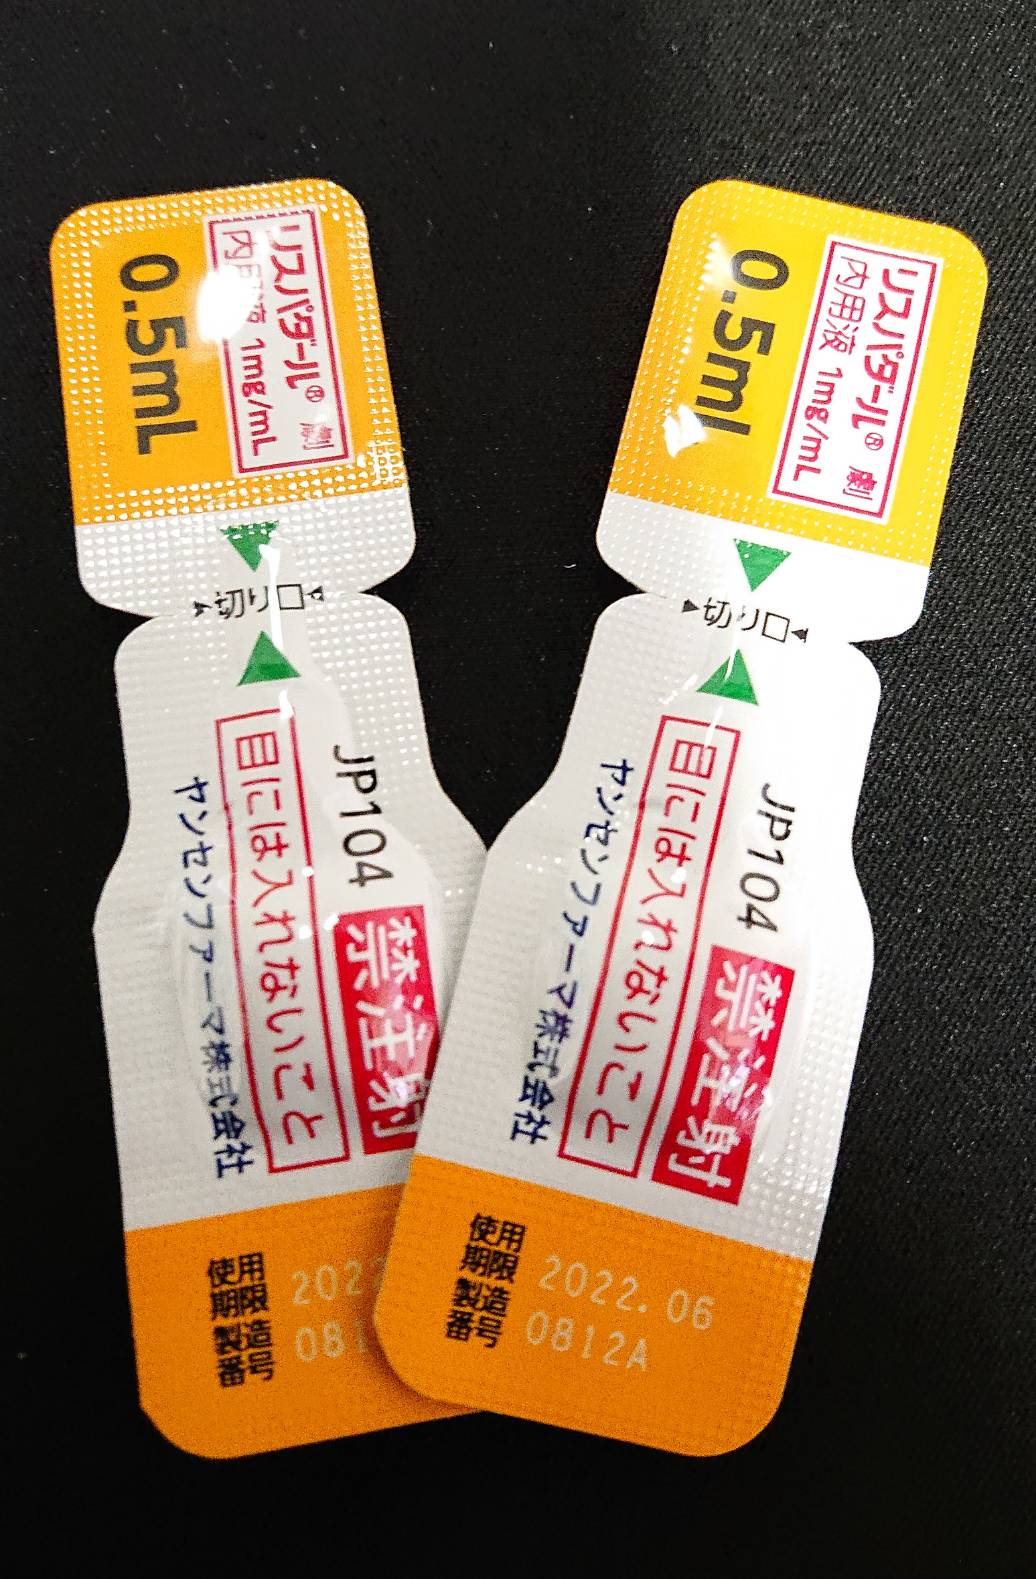 リスパダール® 劇
内用液 1mg/mL
0.5mL
切り口
JP104
禁注射
目には入れないこと
ヤンセンファーマ株式会社
使用
期限
2022
製造
番号
081
リスパダール® 劇
内用液 1mg/mL
0.5mL
切り口
JP104
禁注射
目には入れないこと
ヤンセンファーマ株式会社
使用
期限
2022.06
製造
番号
0812A